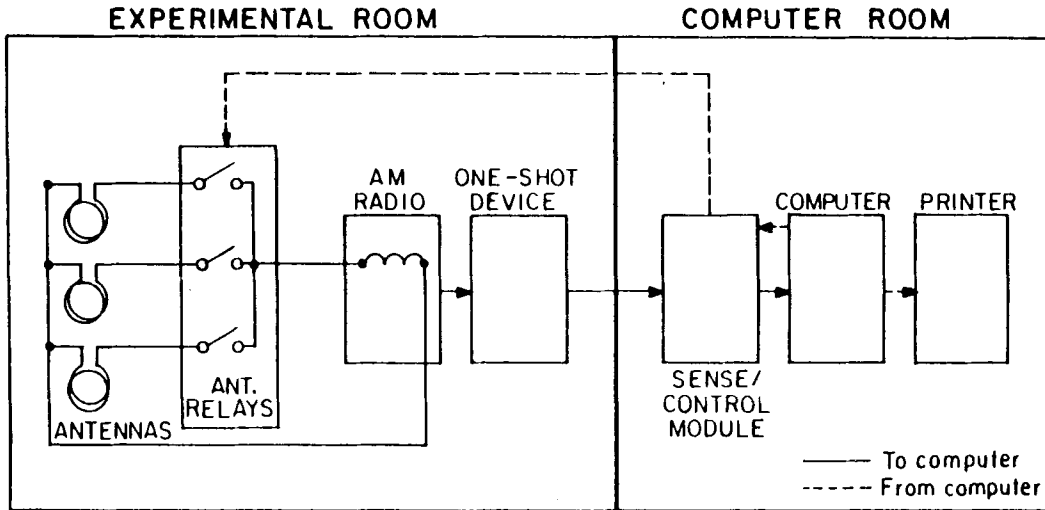 EXPERIMENTAL ROOM
COMPUTER ROOM
AM
RADIO
ONE-SHOT
DEVICE
COMPUTER
PRINTER
ANT.
RELAYS
ANTENNAS
SENSE/
CONTROL
MODULE
To computer
From computer